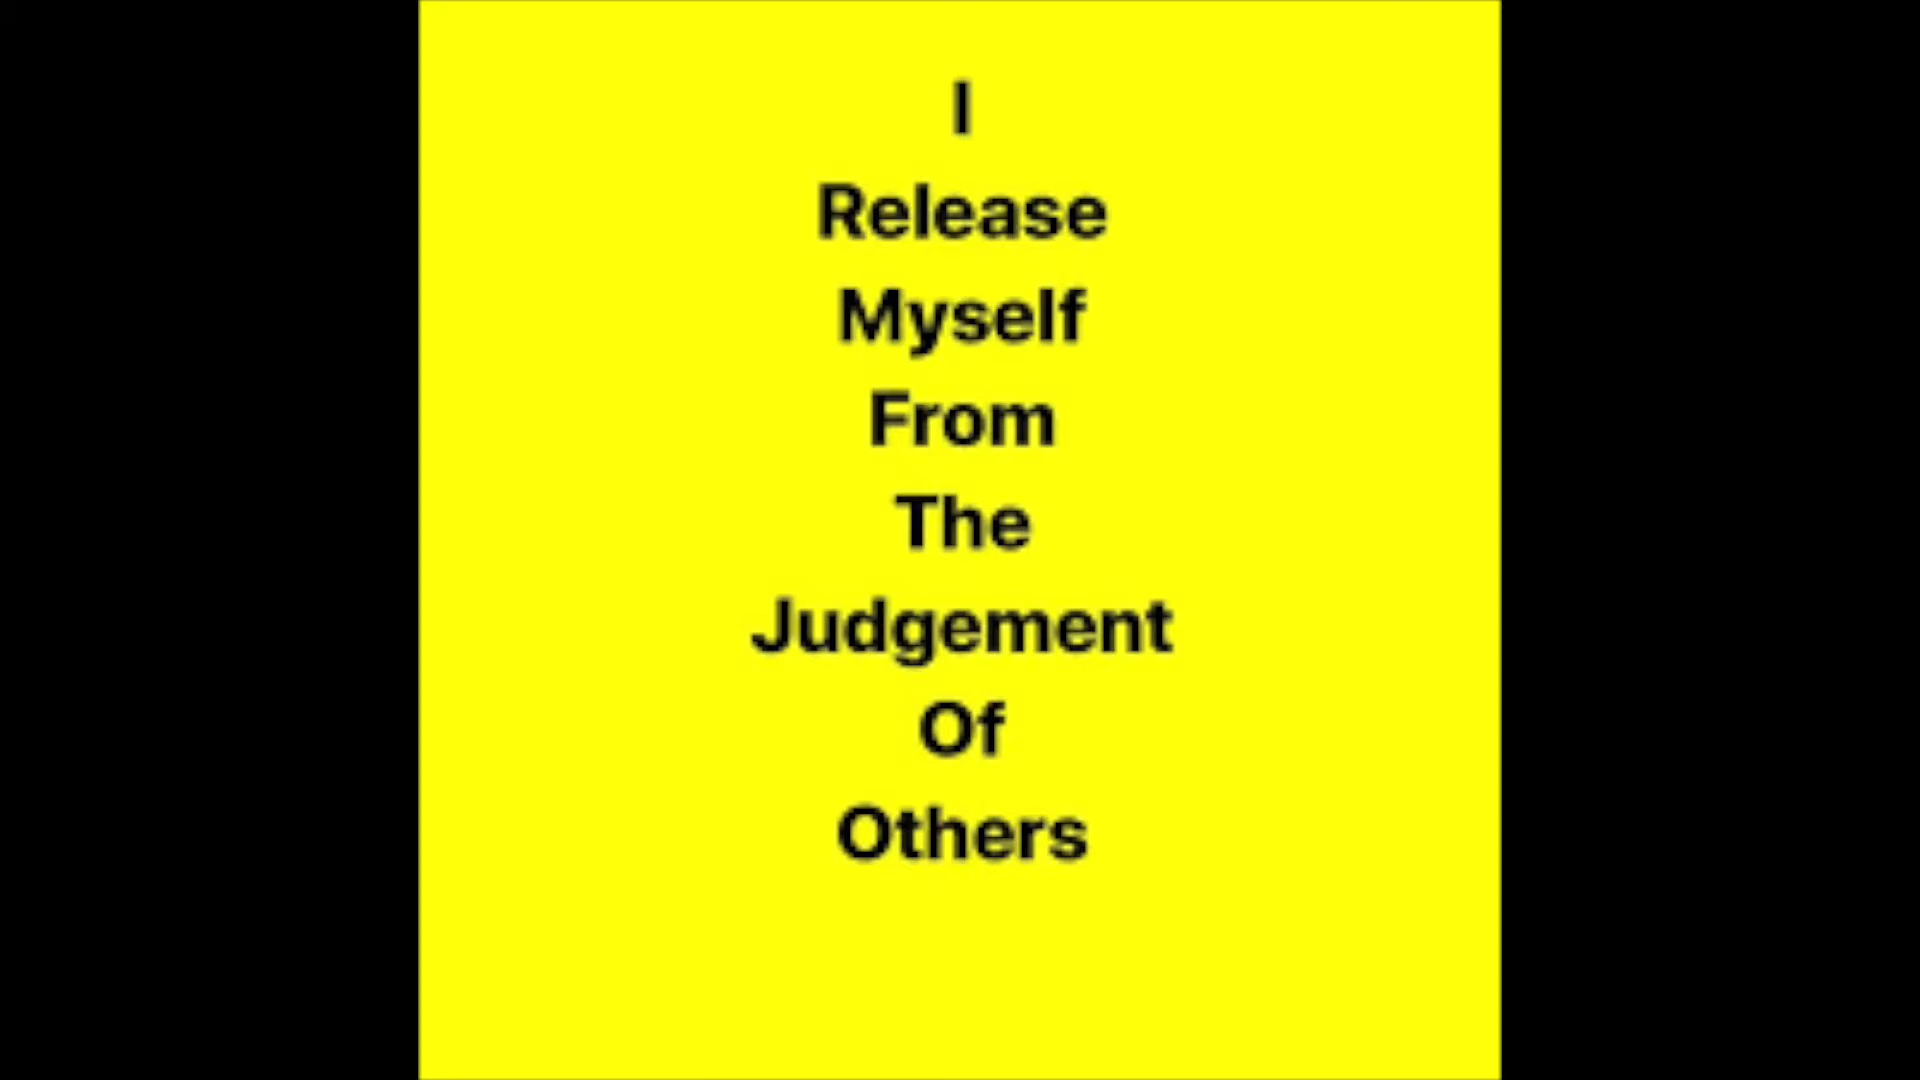 I
Release
Myself
From
The
Judgement
Of
Others